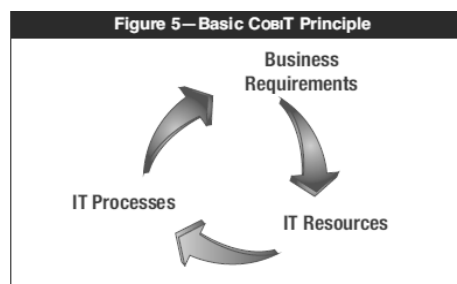 Figure 5—Basic COBIT Principle
Business
Requirements
IT Processes
IT Resources